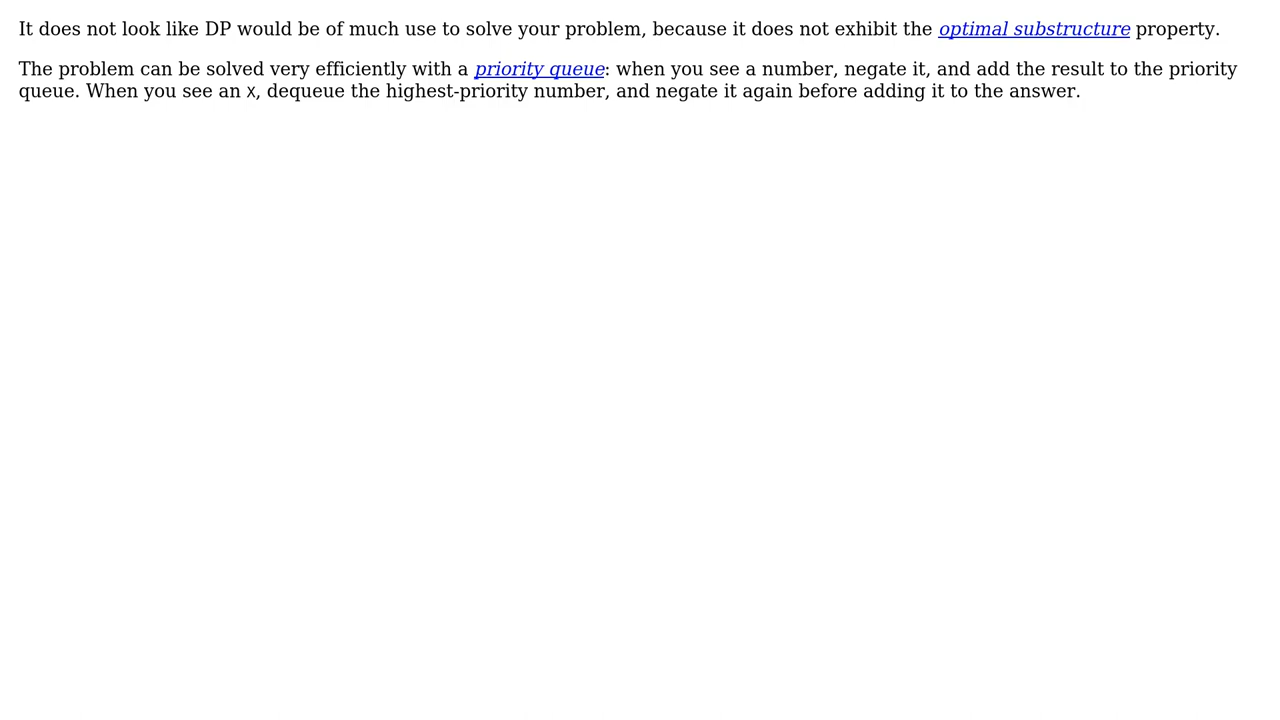 It does not look like DP would be of much use to solve your problem, because it does not exhibit the optimal substructure property.
The problem can be solved very efficiently with a priority queue: when you see a number, negate it, and add the result to the priority
queue. When you see an x, dequeue the highest-priority number, and negate it again before adding it to the answer.